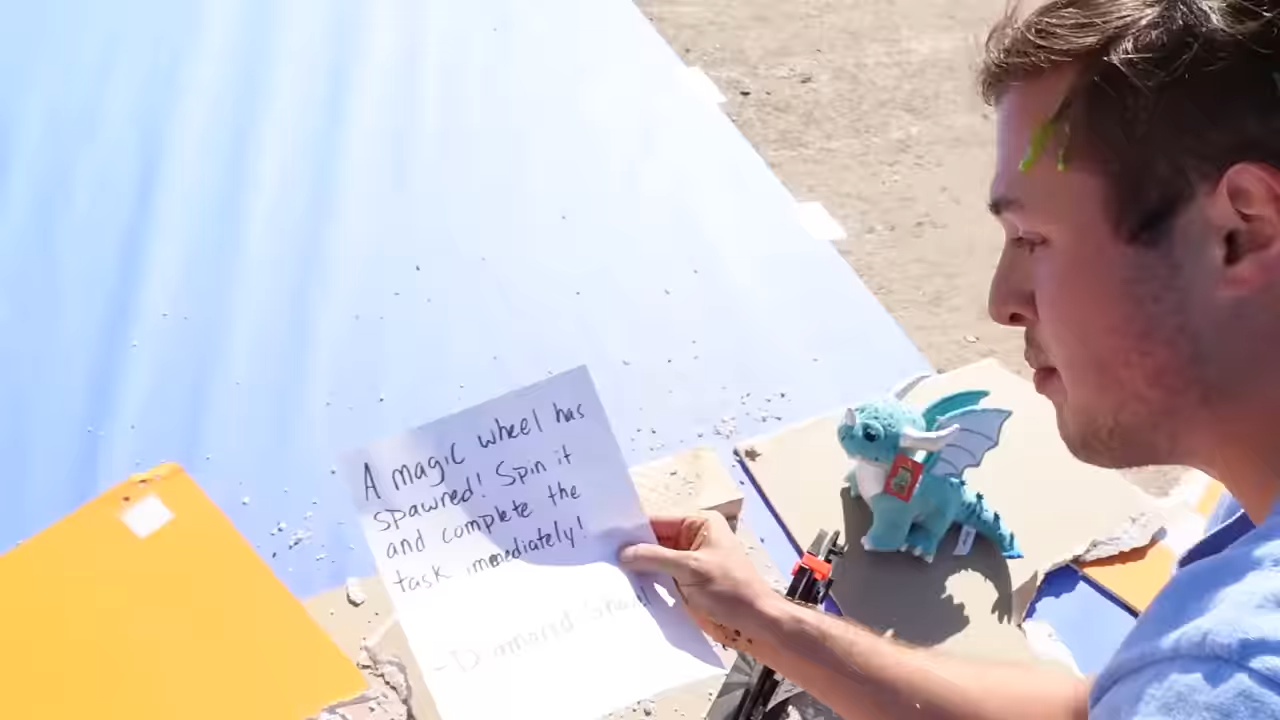 A magic wheel has
spawned! Spin it
and complete the
task immediately!